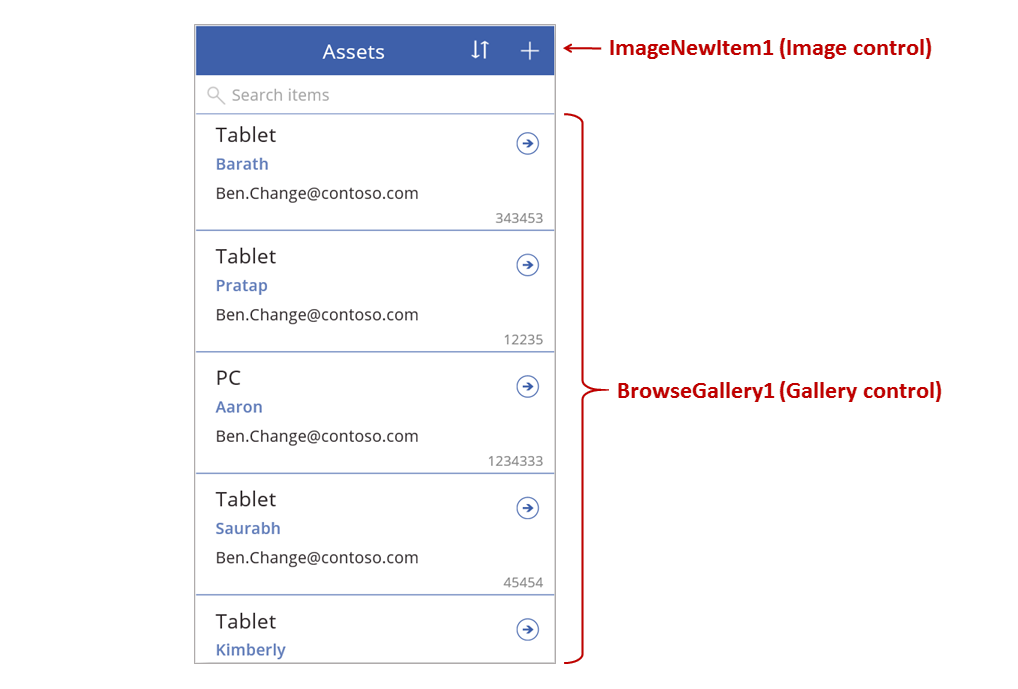 Assets
ImageNewItem1 (Image control)
Search items
Tablet
Barath
Ben.Change@contoso.com
343453
Tablet
Pratap
Ben.Change@contoso.com
12235
PC
Aaron
Ben.Change@contoso.com
BrowseGallery1 (Gallery control)
1234333
Tablet
Saurabh
Ben.Change@contoso.com
45454
Tablet
Kimberly